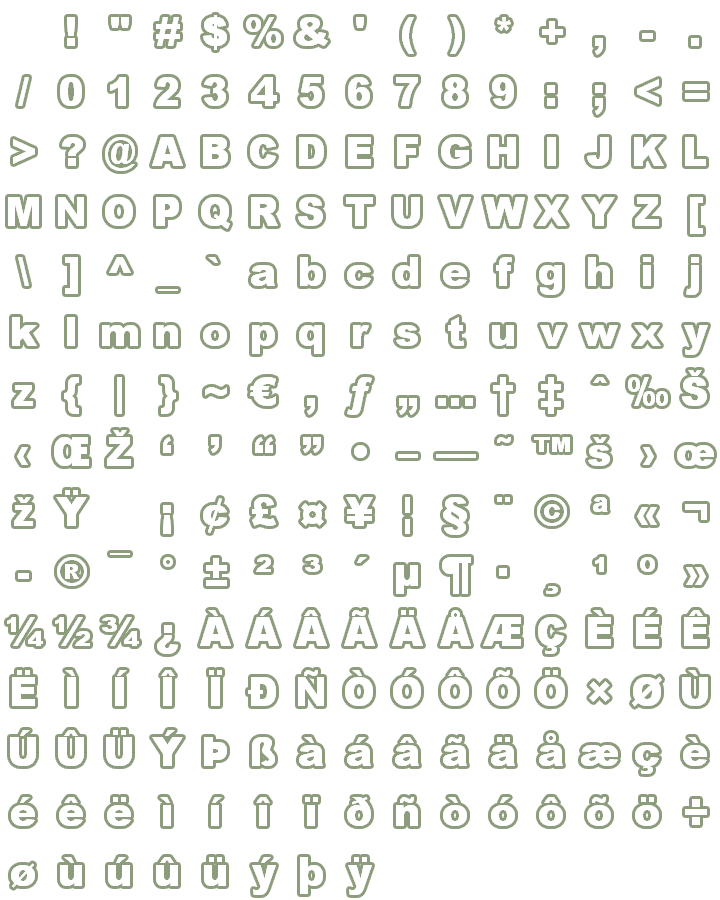 ! " # $ % & ' ( ) * + , - .
/ 0 1 2 3 4 5 6 7 8 9 : ; < =
> ? @ A B C D E F G H I J K L
M N O P Q R S T U V W X Y Z [
\ ] ^ _ ` a b c d e f g h i j
k l m n o p q r s t u v w x y
z { | } ~ € ‚ ƒ „ … † ‡ ˆ ‰ Š
‹ Œ Ž ‘ ’ “ ” • – — ˜ ™ š › œ
ž Ÿ ¡ ¢ £ ¤ ¥ ¦ § ¨ © ª « ¬
- ® ¯ ° ± ² ³ ´ µ ¶ · ¸ ¹ º »
¼ ½ ¾ ¿ À Á Â Ã Ä Å Æ Ç È É Ê
Ë Ì Í Î Ï Ð Ñ Ò Ó Ô Õ Ö × Ø Ù
Ú Û Ü Ý Þ ß à á â ã ä å æ ç è
é ê ë ì í î ï ð ñ ò ó ô õ ö ÷
ø ù ú û ü ý þ ÿ